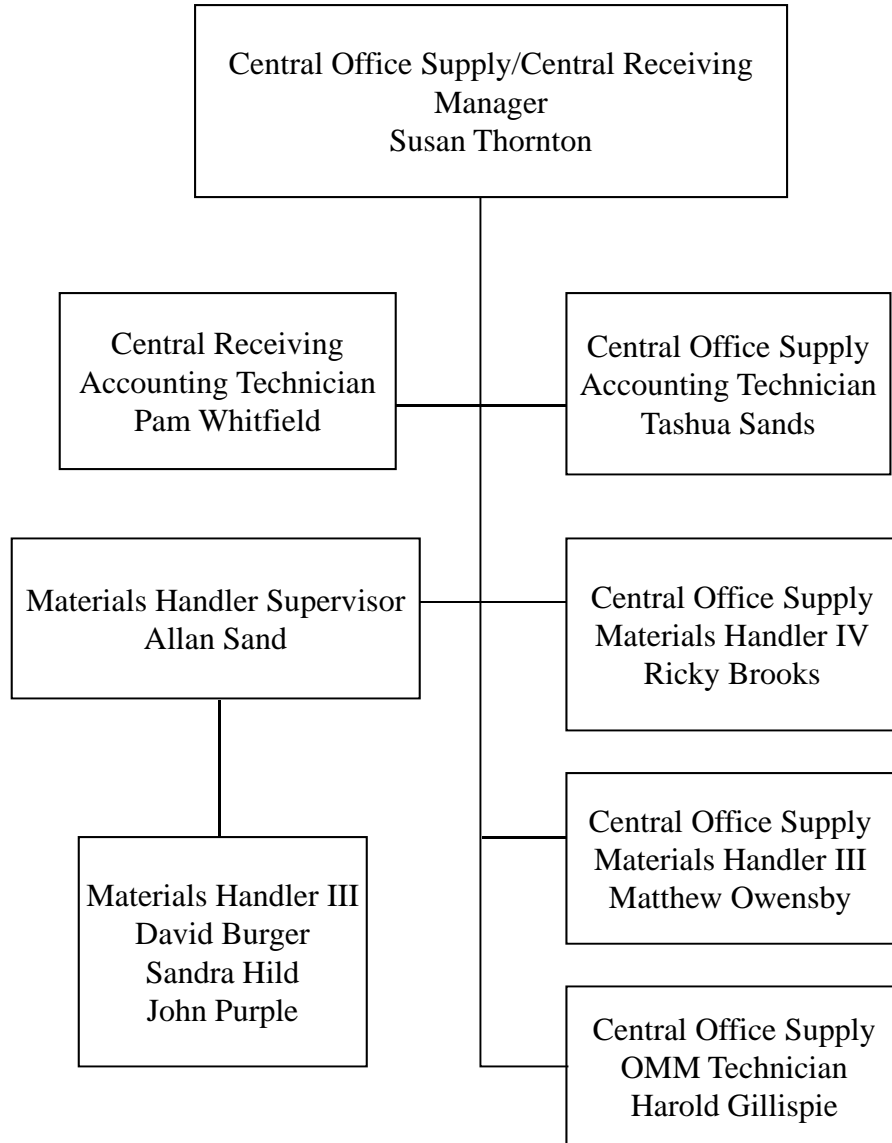 Central Office Supply/Central Receiving
Manager
Susan Thornton
Central Receiving
Accounting Technician
Pam Whitfield
Central Office Supply
Accounting Technician
Tashua Sands
Materials Handler Supervisor
Allan Sand
Central Office Supply
Materials Handler IV
Ricky Brooks
Materials Handler III
David Burger
Sandra Hild
John Purple
Central Office Supply
Materials Handler III
Matthew Owensby
Central Office Supply
OMM Technician
Harold Gillispie